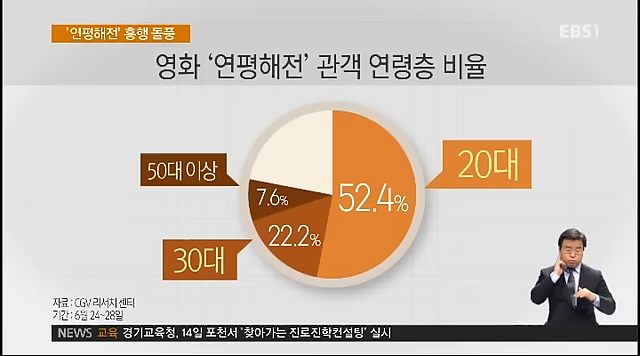 '연평해전' 흥행 돌풍
EBS1
영화 ‘연평해전’ 관객 연령층 비율
50대 이상
20대
7.6%
52.4%
22.2%
30대
자료 : CGV 리서치 센터
기간 : 6월 24~28일
NEWS 교육 경기교육청, 14일 포천서 '찾아가는 진로진학컨설팅' 실시